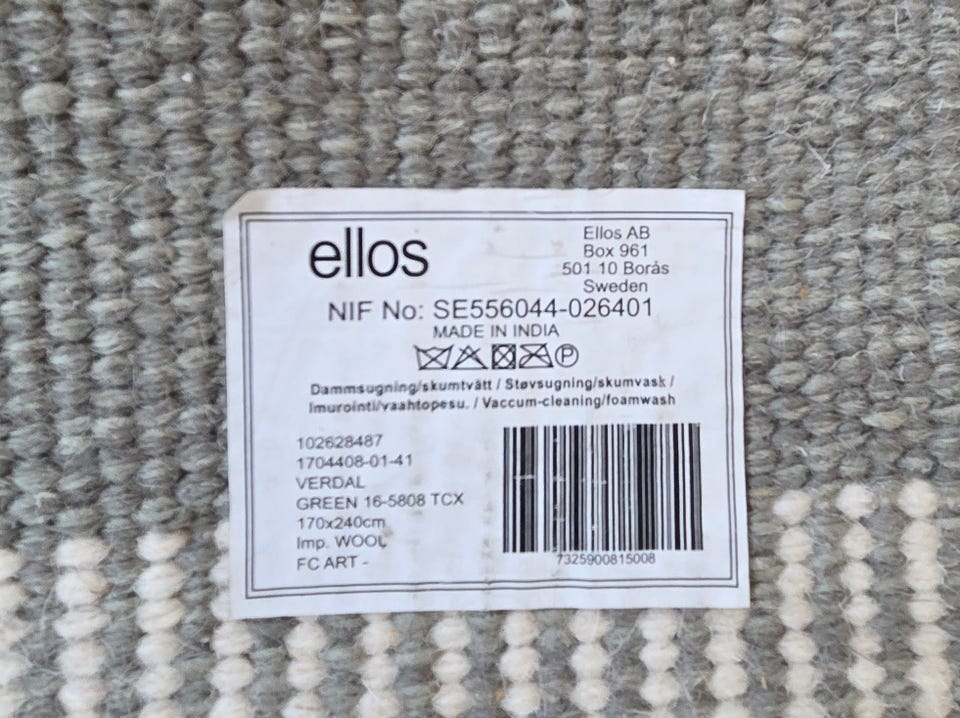 ellos
Ellos AB
Box 961
501 10 Borås
Sweden
NIF No: SE556044-026401
MADE IN INDIA
P
Dammsugning/skumtvätt / Støvsugning/skumvask /
Imurointi/vaahtopesu. / Vaccum-cleaning/foamwash
102628487
1704408-01-41
VERDAL
GREEN 16-5808 TCX
170x240cm
Imp. WOOL
FC ART -
7325900815008